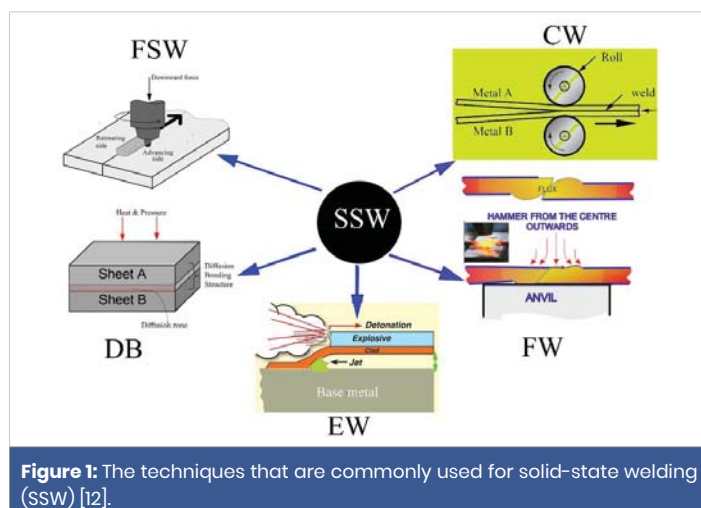 FSW
Downward force
Retreating
side
Advancing
side
CW
Roll
Metal A
weld
Metal B
SSW
FLUX
HAMMER FROM THE CENTRE
OUTWARDS
ANVIL
FW
Heat & Pressure
Sheet A
Sheet B
Diffusion
Bonding
Structure
Diffusion zone
DB
Detonation
Explosive
Clad
Jet
Base metal
EW
Figure 1: The techniques that are commonly used for solid-state welding
(SSW) [12].